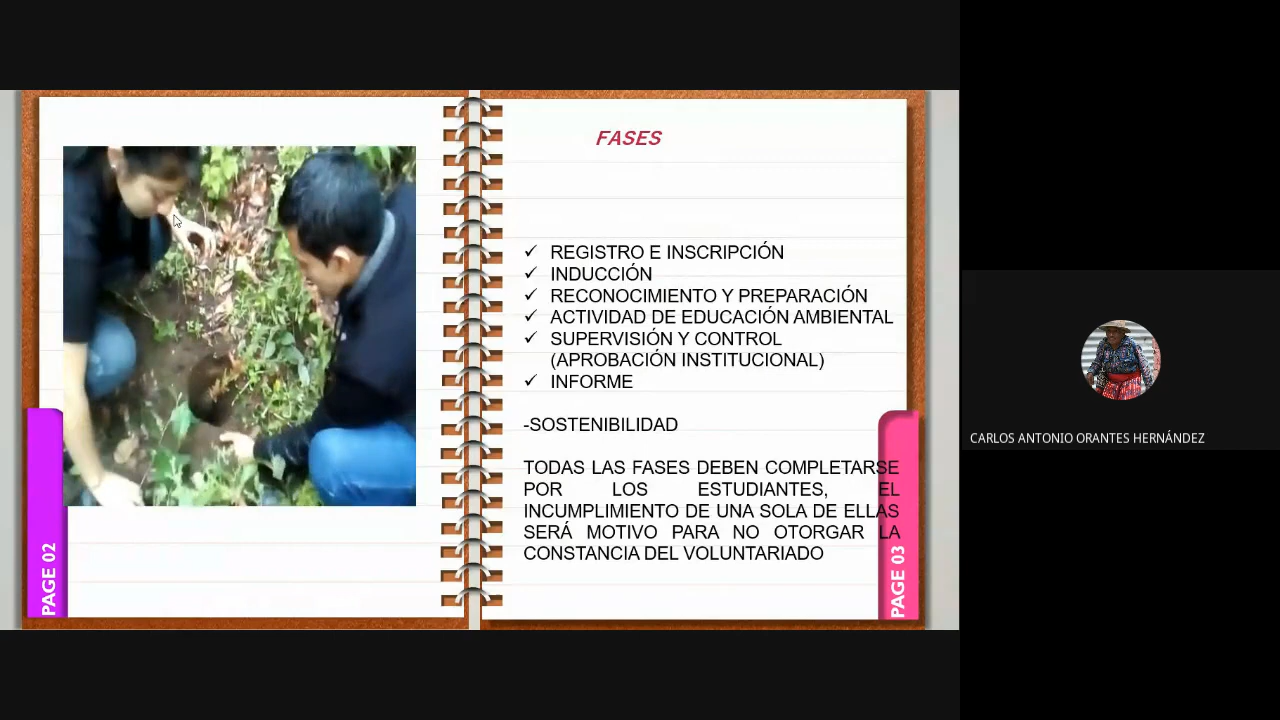 FASES
REGISTRO E INSCRIPCIÓN
INDUCCIÓN
RECONOCIMIENTO Y PREPARACIÓN
ACTIVIDAD DE EDUCACIÓN AMBIENTAL
SUPERVISIÓN Y CONTROL
(APROBACIÓN INSTITUCIONAL)
INFORME
-SOSTENIBILIDAD
TODAS LAS FASES DEBEN COMPLETARSE
POR LOS ESTUDIANTES, EL
INCUMPLIMIENTO DE UNA SOLA DE ELLAS
SERÁ MOTIVO PARA NO OTORGAR LA
CONSTANCIA DEL VOLUNTARIADO
PAGE 02
PAGE 03
CARLOS ANTONIO ORANTES HERNÁNDEZ